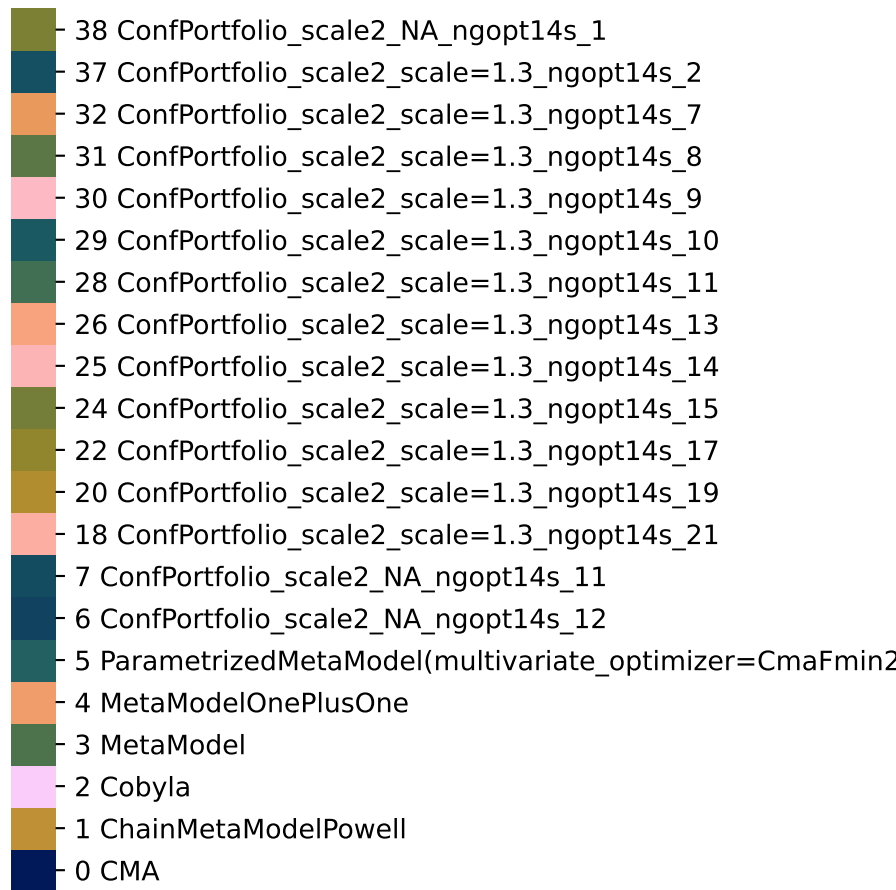 38 ConfPortfolio_scale2_NA_ngopt14s_1
37 ConfPortfolio_scale2_scale=1.3_ngopt14s_2
32 ConfPortfolio_scale2_scale=1.3_ngopt14s_7
31 ConfPortfolio_scale2_scale=1.3_ngopt14s_8
30 ConfPortfolio_scale2_scale=1.3_ngopt14s_9
29 ConfPortfolio_scale2_scale=1.3_ngopt14s_10
28 ConfPortfolio_scale2_scale=1.3_ngopt14s_11
26 ConfPortfolio_scale2_scale=1.3_ngopt14s_13
25 ConfPortfolio_scale2_scale=1.3_ngopt14s_14
24 ConfPortfolio_scale2_scale=1.3_ngopt14s_15
22 ConfPortfolio_scale2_scale=1.3_ngopt14s_17
20 ConfPortfolio_scale2_scale=1.3_ngopt14s_19
18 ConfPortfolio_scale2_scale=1.3_ngopt14s_21
7 ConfPortfolio_scale2_NA_ngopt14s_11
6 ConfPortfolio_scale2_NA_ngopt14s_12
5 ParametrizedMetaModel(multivariate_optimizer=CmaFmin2
4 MetaModelOnePlusOne
3 MetaModel
2 Cobyla
1 ChainMetaModelPowell
0 CMA